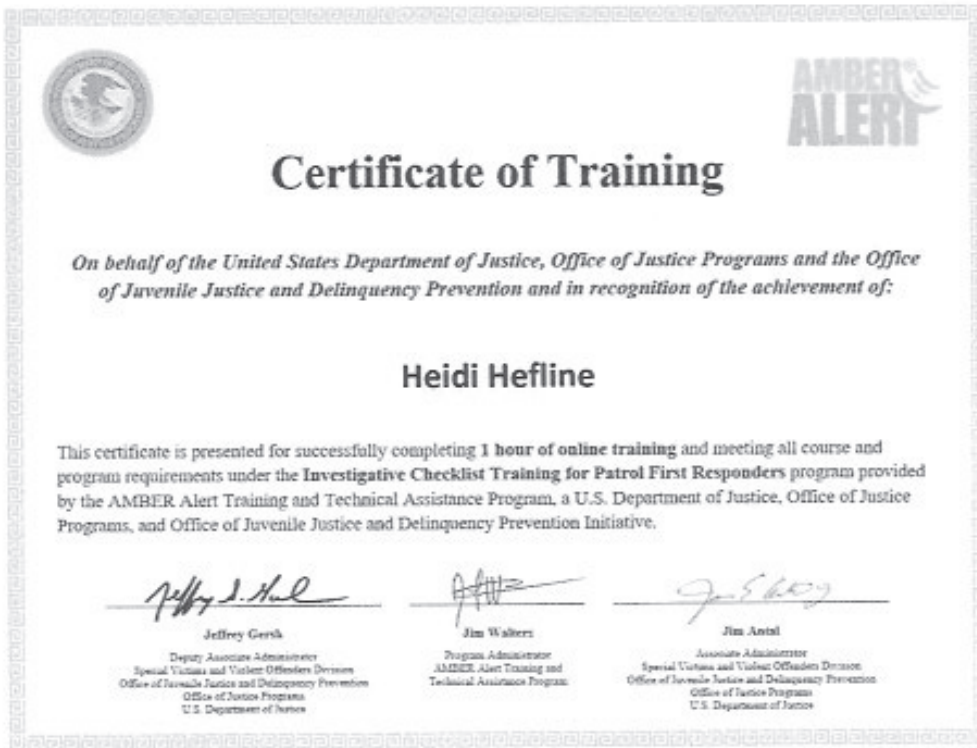 AMBER
ALERT
Certificate of Training
On behalf of the United States Department of Justice, Office of Justice Programs and the Office
of Juvenile Justice and Delinquency Prevention and in recognition of the achievement of:
Heidi Hefline
This certificate is presented for successfully completing 1 hour of online training and meeting all course and
program requirements under the Investigative Checklist Training for Patrol First Responders program provided
by the AMBER Alert Training and Technical Assistance Program, a U.S. Department of Justice, Office of Justice
Programs, and Office of Juvenile Justice and Delinquency Prevention Initiative.
Jeffrey Gersh
Deputy Associate Administrator
Special Victims and Violent Offenders Division
Office of Juvenile Justice and Delinquency Prevention
Office of Justice Programs
U.S. Department of Justice
Jim Walters
Program Administrator
AMBER Alert Training and
Technical Assistance Program
Jim Antal
Associate Administrator
Special Victims and Violent Offenders Division
Office of Juvenile Justice and Delinquency Prevention
Office of Justice Programs
U.S. Department of Justice